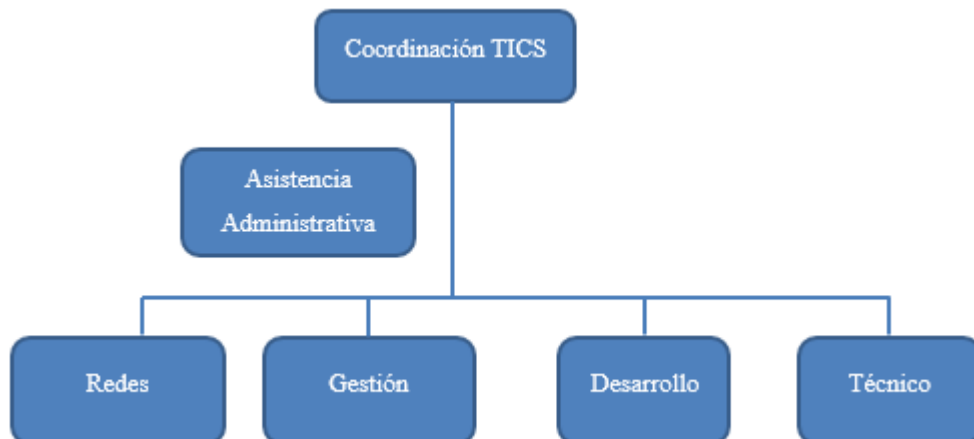 Coordinación TICS
Asistencia
Administrativa
Redes
Gestión
Desarrollo
Técnico